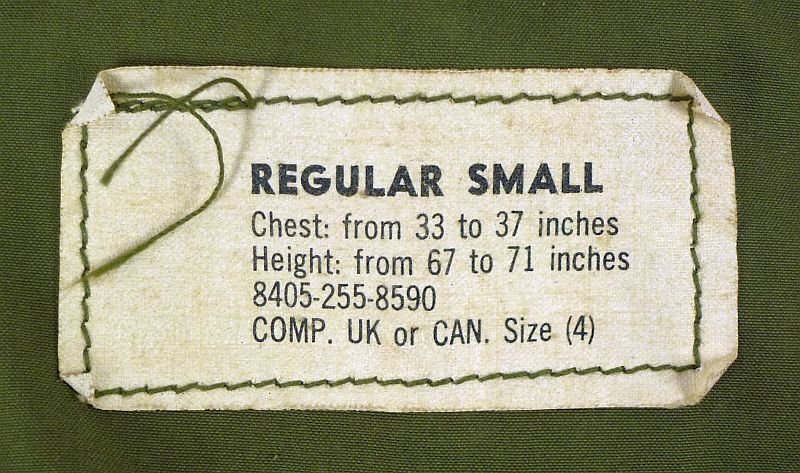 REGULAR SMALL
Chest: from 33 to 37 inches
Height: from 67 to 71 inches
8405-255-8590
COMP. UK or CAN. Size (4)